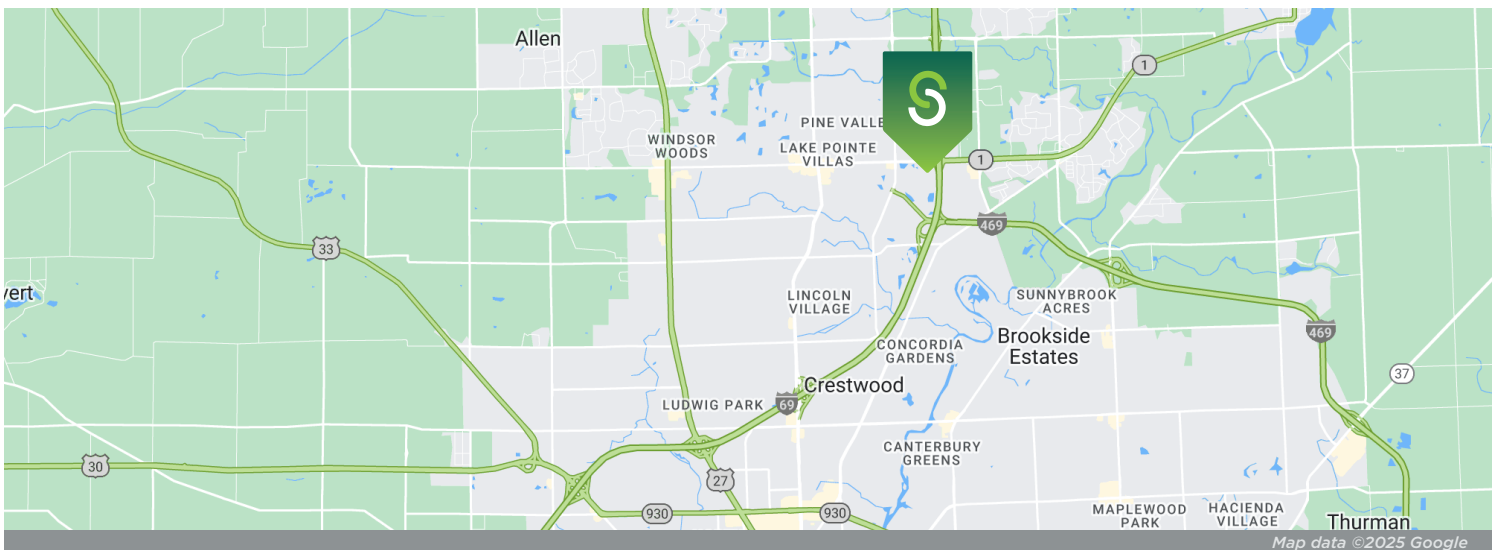 Allen
1
PINE VALLE
WINDSOR
WOODS
LAKE POINTE
VILLAS
1
469
33
vert
LINCOLN
VILLAGE
SUNNYBROOK
ACRES
469
Brookside
Estates
CONCORDIA
GARDENS
37
Crestwood
69
LUDWIG PARK
CANTERBURY
GREENS
30
27
930
930
MAPLEWOOD
PARK
HACIENDA
VILLAGE
Thurman
Map data ©2025 Google